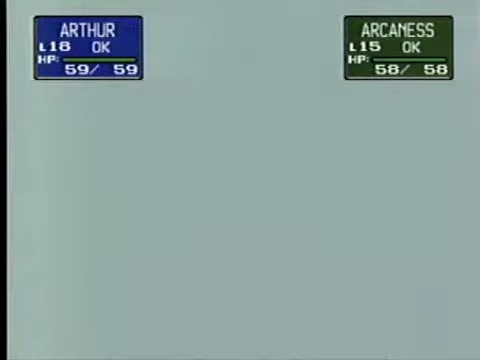 ARTHUR
L18 OK
HP:
59/ 59
ARCANESS
L15 OK
HP:
58/ 58